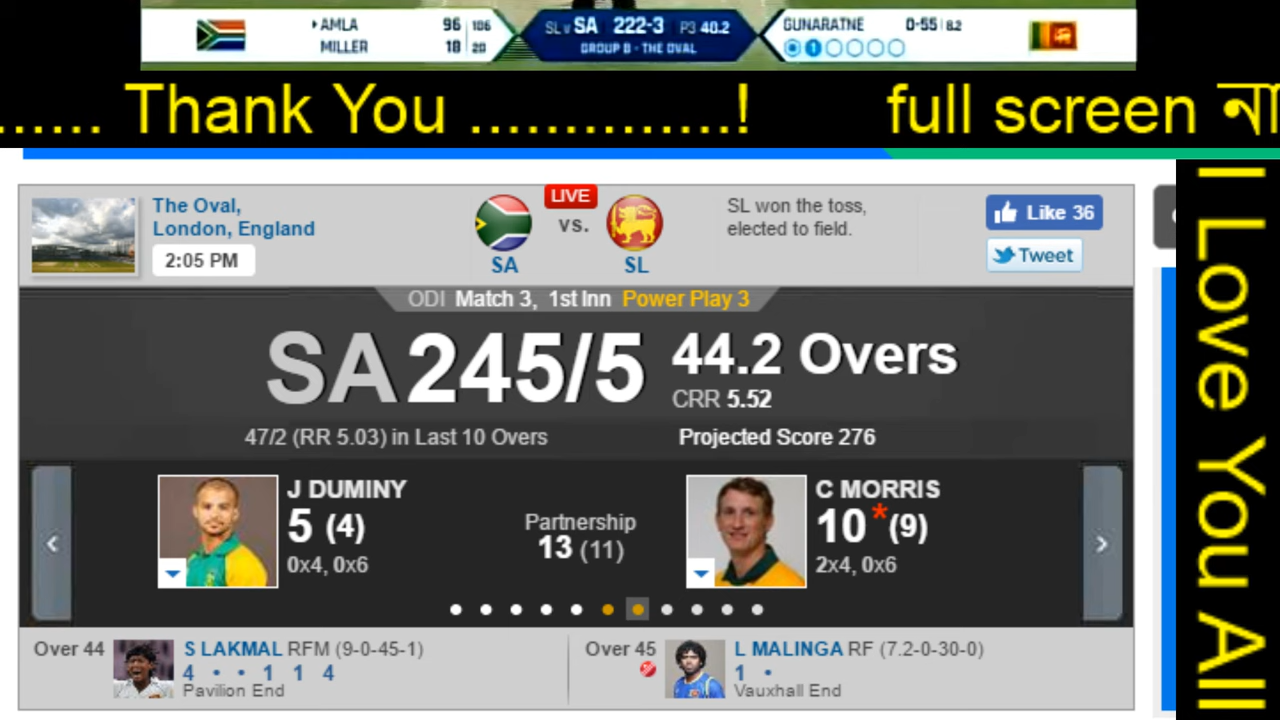 AMLA 96 106 SL v SA 222-3 P3 40.2 GUNARATNE 0-55 8.2
MILLER 18 20 GROUP B - THE OVAL 1
...... Thank You ..............! full screen না
The Oval,
London, England
2:05 PM
LIVE
vs.
SA
SL
SL won the toss,
elected to field.
Like 36
Tweet
ODI Match 3, 1st Inn Power Play 3
SA 245/5 44.2 Overs
CRR 5.52
47/2 (RR 5.03) in Last 10 Overs
Projected Score 276
J DUMINY
5 (4)
0x4, 0x6
Partnership
13 (11)
C MORRIS
10*(9)
2x4, 0x6
Over 44
S LAKMAL RFM (9-0-45-1)
4 • • 1 1 4
Pavilion End
Over 45
L MALINGA RF (7.2-0-30-0)
1 •
Vauxhall End
I Love You All